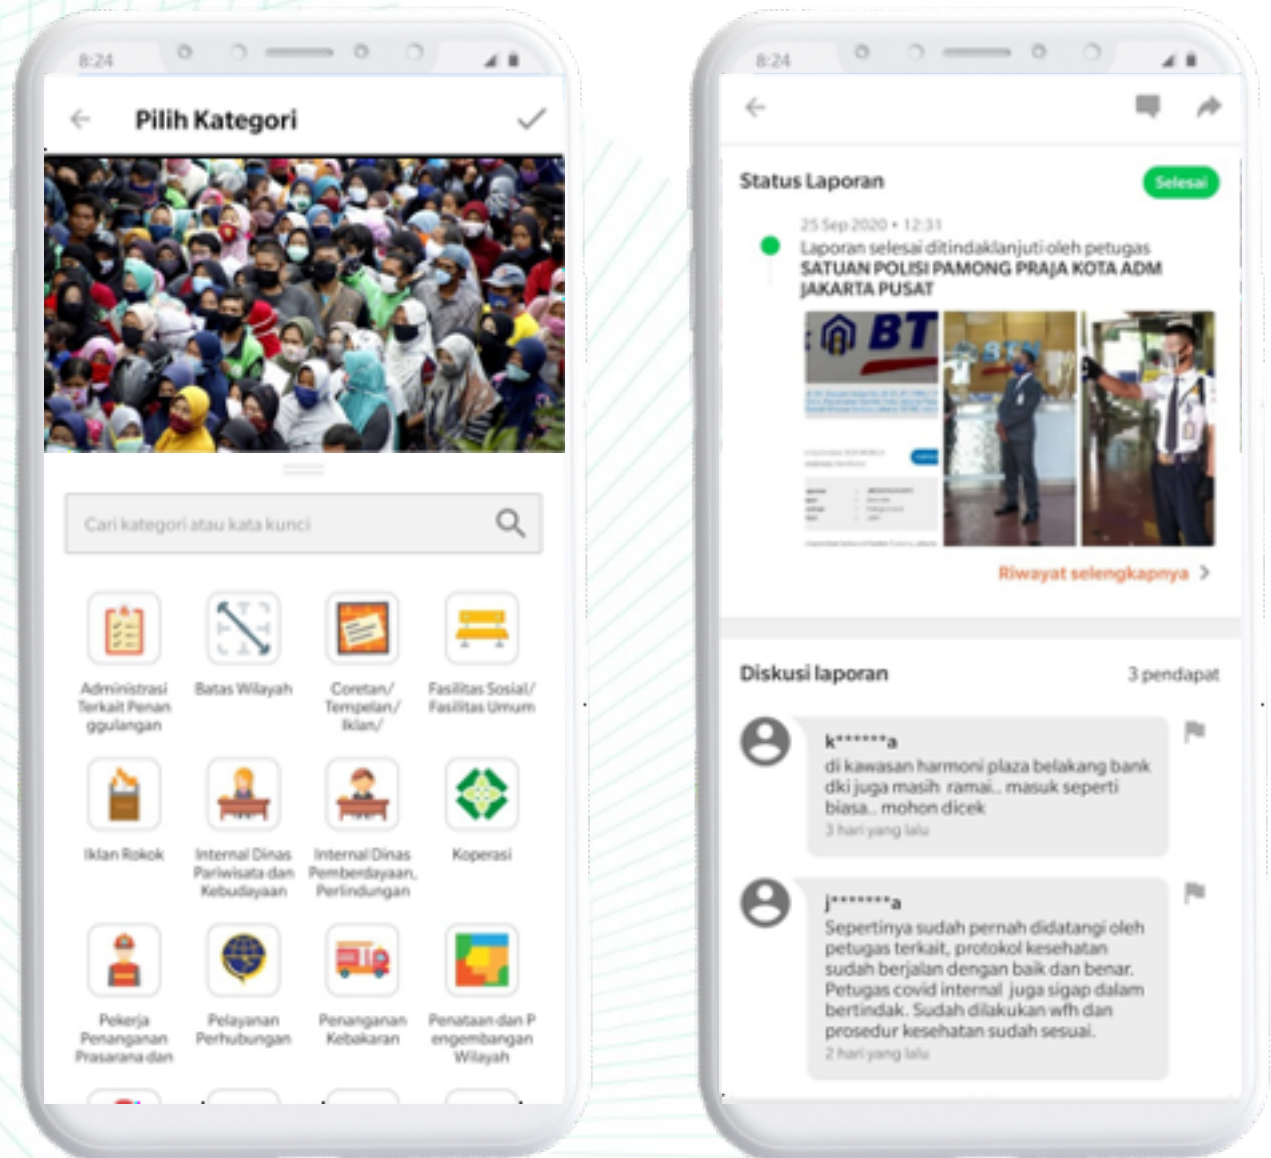 8:24
Pilih Kategori
Cari kategori atau kata kunci
Administrasi
Terkait Penan
ggulangan
Batas Wilayah
Coretan/
Tempelan/
Iklan/
Fasilitas Sosial/
Fasilitas Umum
Iklan Rokok
Internal Dinas
Pariwisata dan
Kebudayaan
Internal Dinas
Pemberdayaan,
Perlindungan
Koperasi
Pekerja
Penanganan
Prasarana dan
Pelayanan
Perhubungan
Penanganan
Kebakaran
Penataan dan P
engembangan
Wilayah
8:24
Status Laporan
Selesai
25 Sep 2020 • 12:31
Laporan selesai ditindaklanjuti oleh petugas
SATUAN POLISI PAMONG PRAJA KOTA ADM
JAKARTA PUSAT
BT
BTN
Riwayat selengkapnya >
Diskusi laporan
3 pendapat
k******a
di kawasan harmoni plaza belakang bank
dki juga masih ramai.. masuk seperti
biasa.. mohon dicek
3 hari yang lalu
j*******a
Sepertinya sudah pernah didatangi oleh
petugas terkait, protokol kesehatan
sudah berjalan dengan baik dan benar.
Petugas covid internal juga sigap dalam
bertindak. Sudah dilakukan wfh dan
prosedur kesehatan sudah sesuai.
2 hari yang lalu